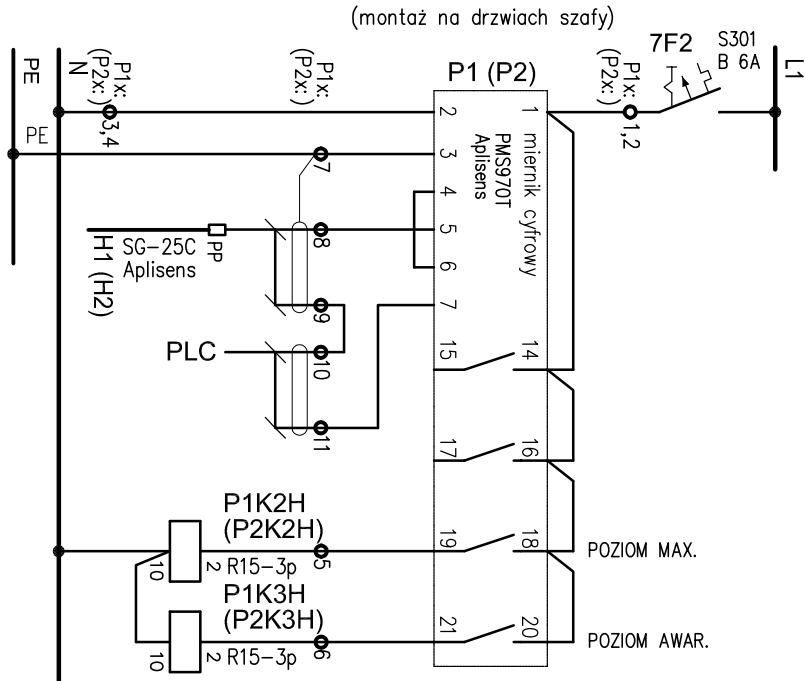 (montaż na drzwiach szafy)
PE
N
P1x:
(P2x:)
P1x:
(P2x:)
P1 (P2)
P1x:
(P2x:)
7F2
S301
B 6A
L1
PE
3,4
1,2
2
1
miernik cyfrowy
PMS970T
Aplisens
7
3
4
8
5
H1 (H2)
SG-25C
Aplisens
PP
6
9
7
PLC
10
15
14
11
17
16
P1K2H
(P2K2H)
10
2
R15-3p
5
19
18
POZIOM MAX.
P1K3H
(P2K3H)
10
2
R15-3p
6
21
20
POZIOM AWAR.